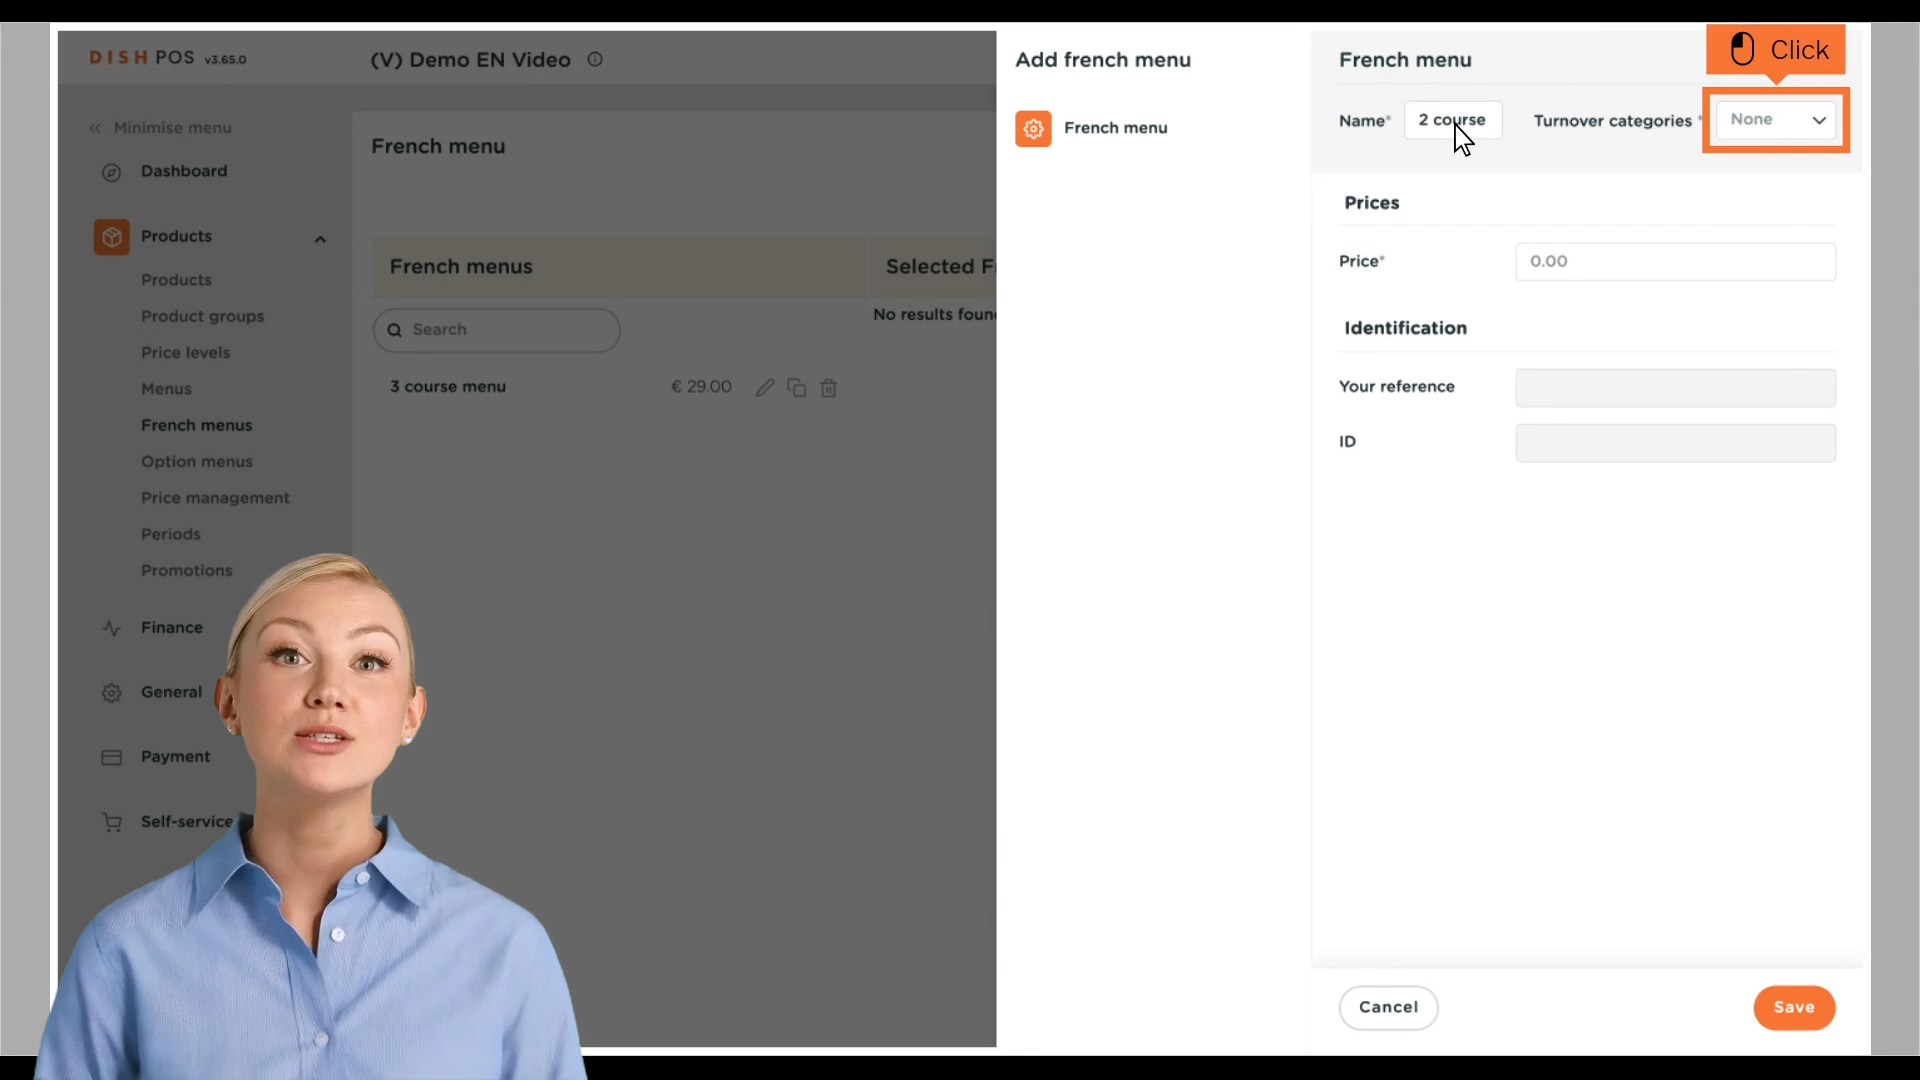 DISH POS v3.65.0
(V) Demo EN Video
Minimise menu
Dashboard
Products
Products
Product groups
Price levels
Menus
French menus
Option menus
Price management
Periods
Promotions
Finance
General
Payment
Self-service
French menu
French menus
Selected F
Search
No results foun
3 course menu
€ 29.00
Add french menu
French menu
French menu
Click
Name*
2 course
Turnover categories *
None
Prices
Price*
0.00
Identification
Your reference
ID
Cancel
Save